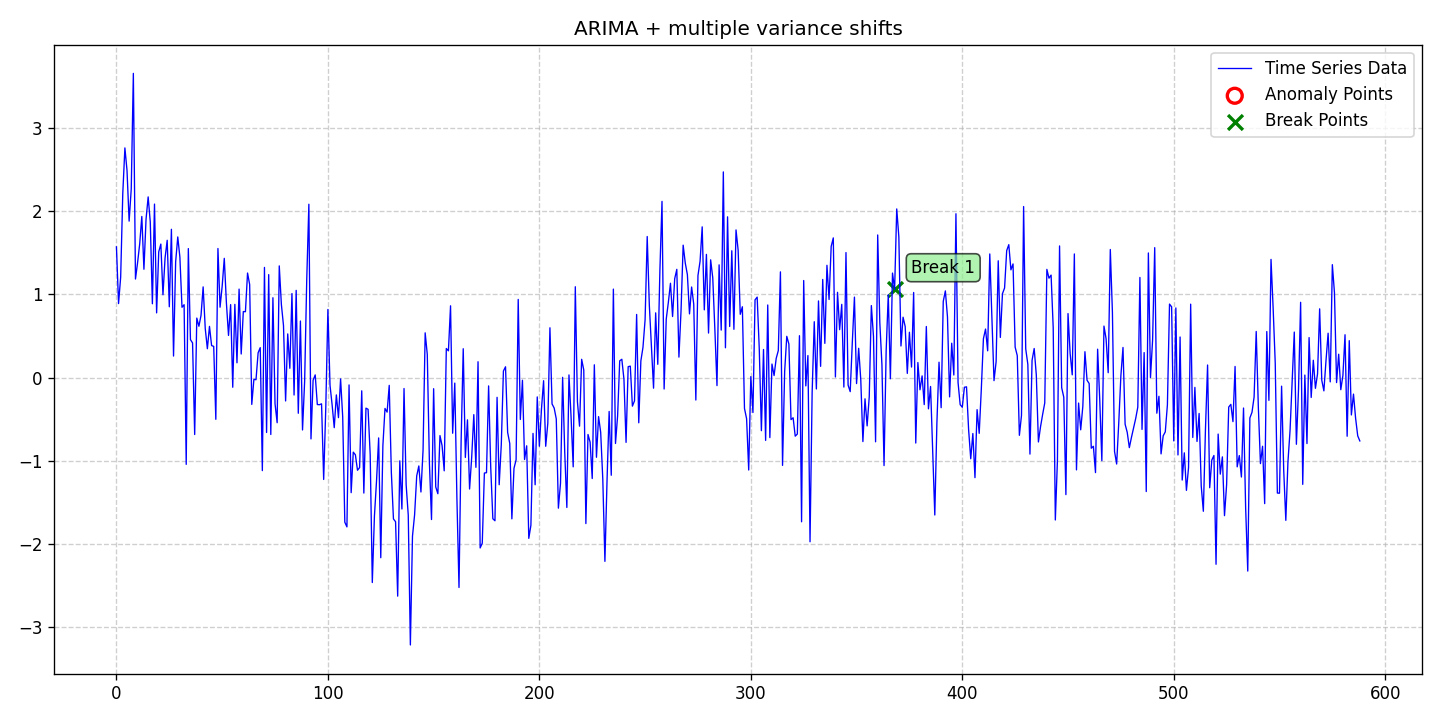 ARIMA + multiple variance shifts
Time Series Data
Anomaly Points
Break Points
Break 1
3
2
1
0
−1
−2
−3
0
100
200
300
400
500
600